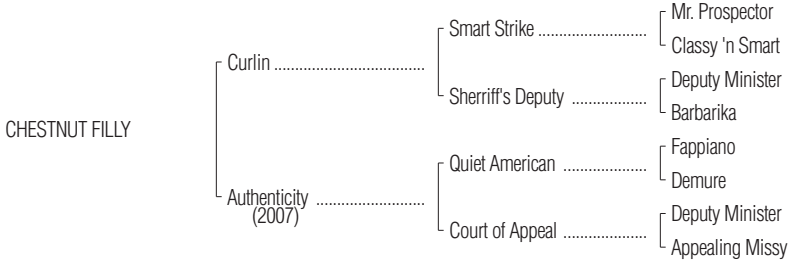 Mr. Prospector
Smart Strike ........................
Classy 'n Smart
Curlin ..................................
Deputy Minister
Sherriff's Deputy .................
Barbarika
CHESTNUT FILLY
Fappiano
Quiet American ...................
Demure
Authenticity ........................
(2007)
Deputy Minister
Court of Appeal ...................
Appealing Missy